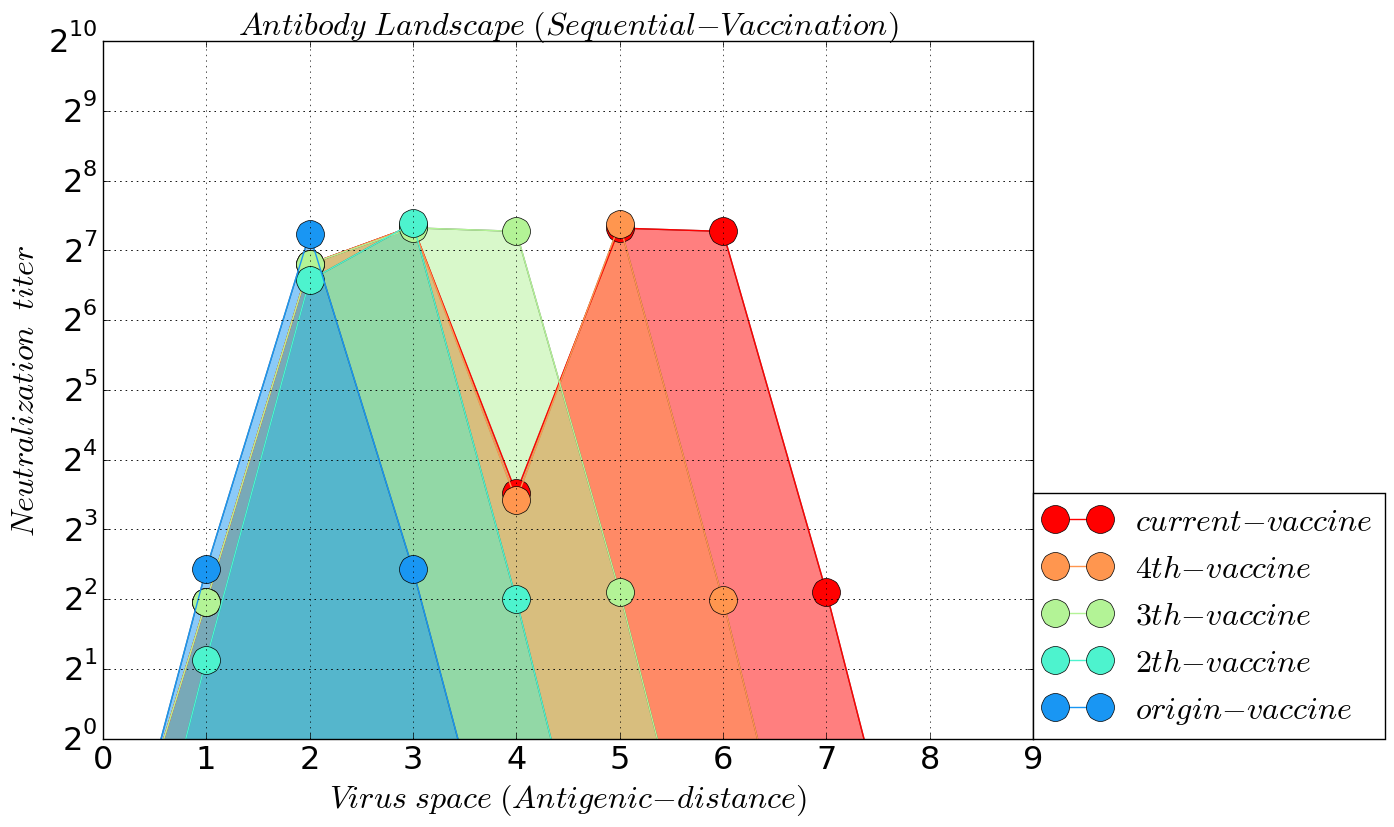 Antibody Landscape (Sequential−Vaccination)
2^10
2^9
2^8
2^7
2^6
2^5
2^4
2^3
2^2
2^1
2^0
Neutralization titer
0 1 2 3 4 5 6 7 8 9
Virus space (Antigenic−distance)
current−vaccine
4th−vaccine
3th−vaccine
2th−vaccine
origin−vaccine